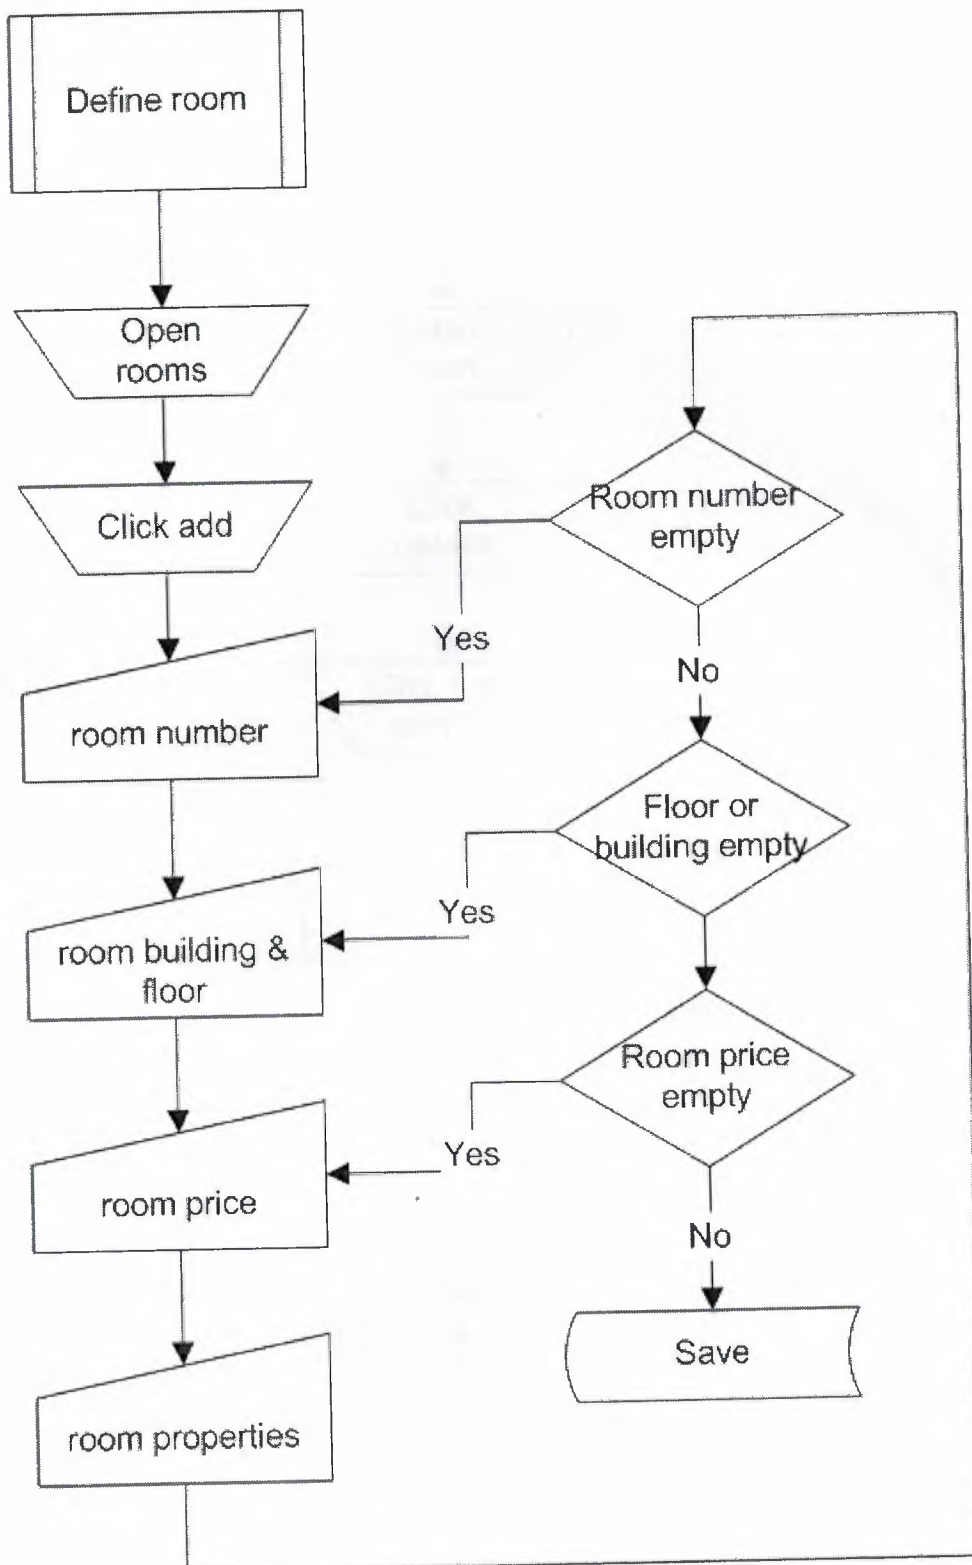 Define room
Open
rooms
Click add
room number
room building &
floor
room price
room properties
Room number
empty
Yes
No
Floor or
building empty
Yes
Room price
empty
Yes
No
Save